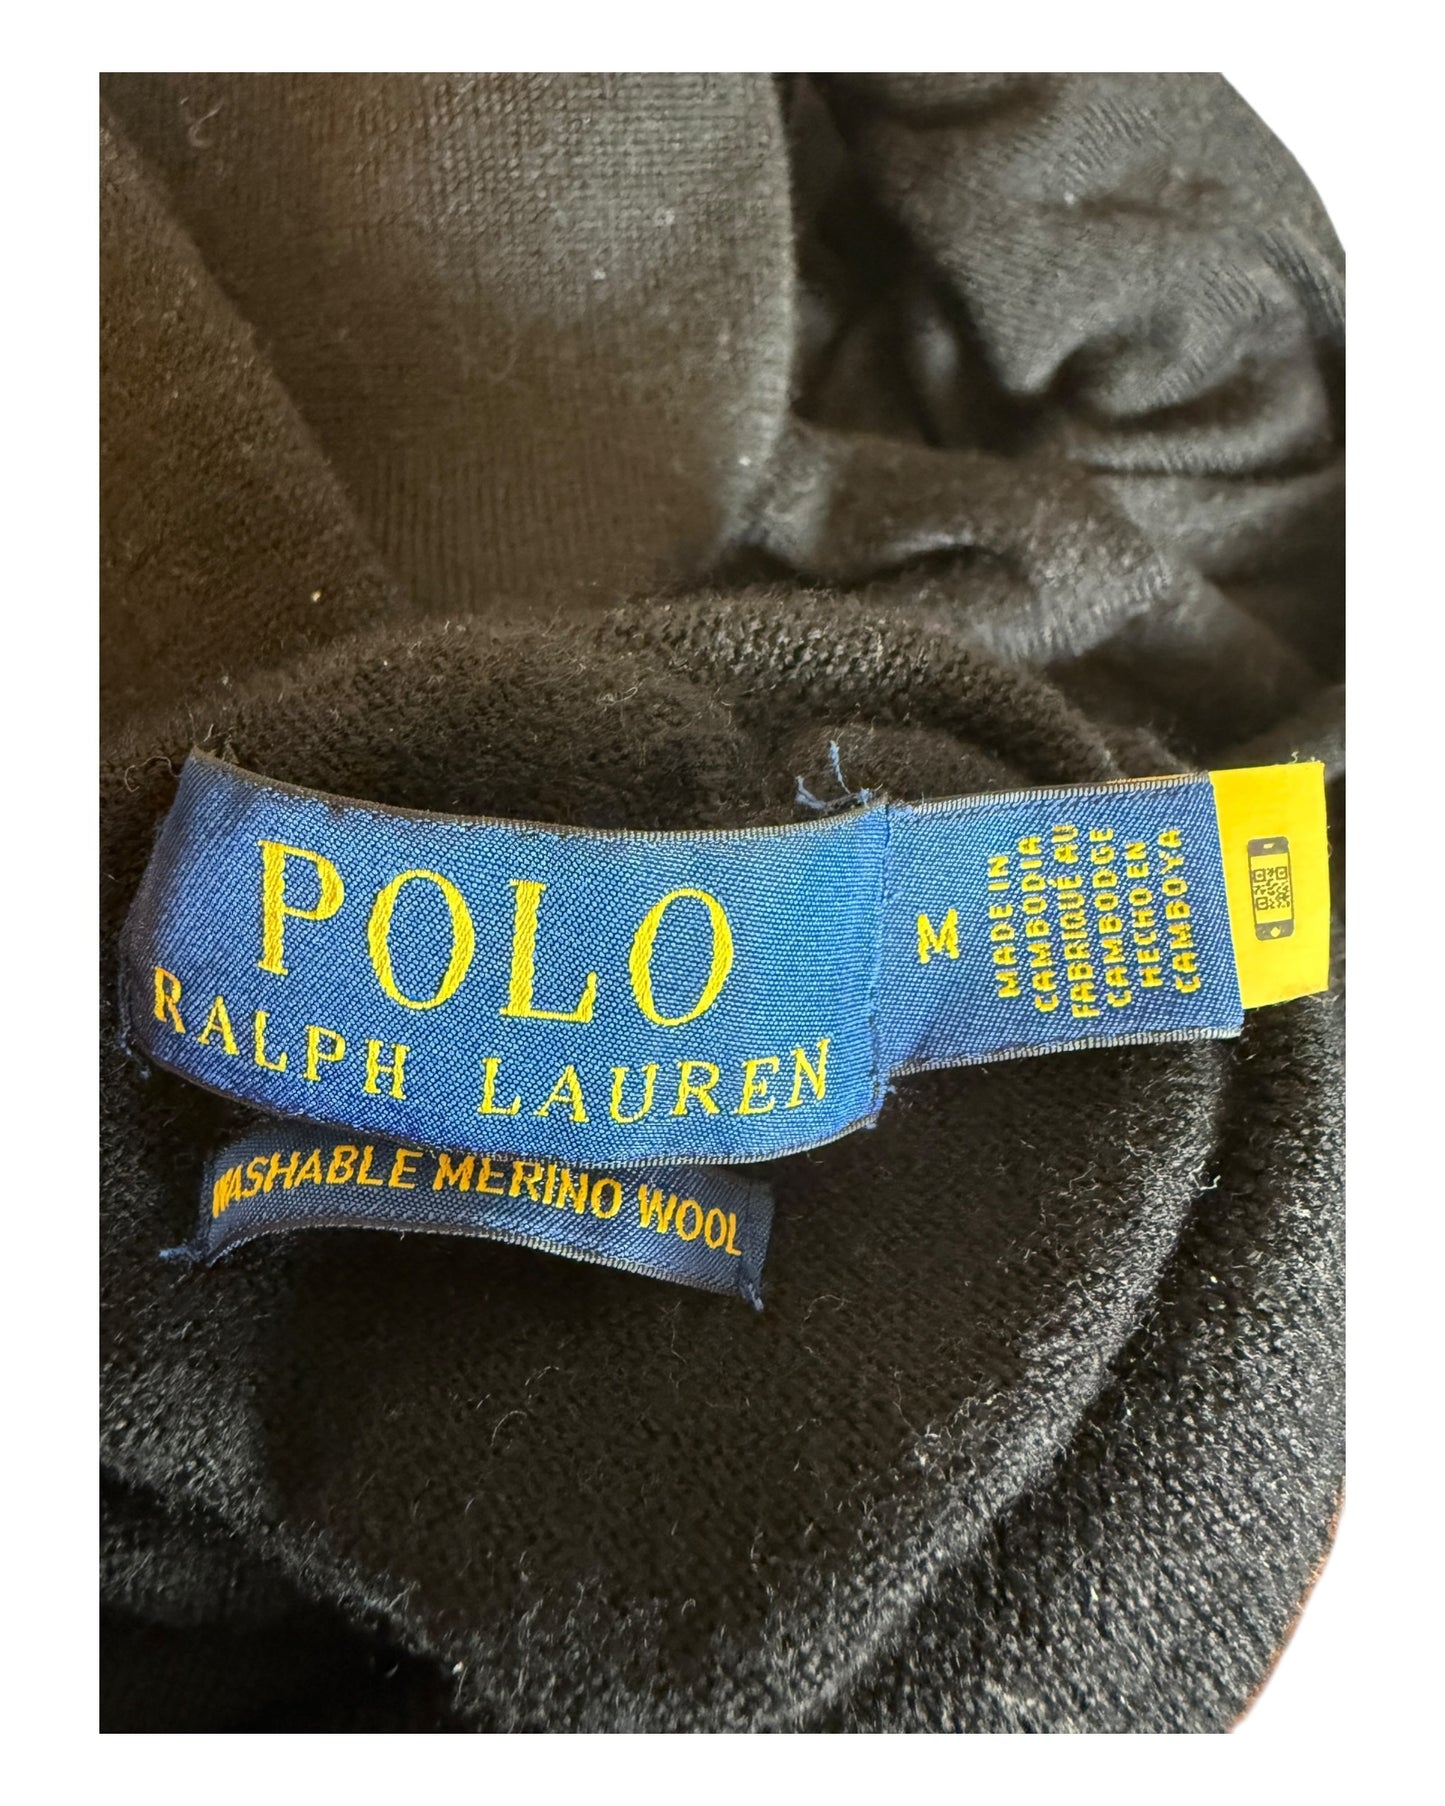 POLO
RALPH LAUREN
WASHABLE MERINO WOOL
M
MADE IN
CAMBODIA
FABRIQUÉ AU
CAMBODGE
HECHO EN
CAMBOYA